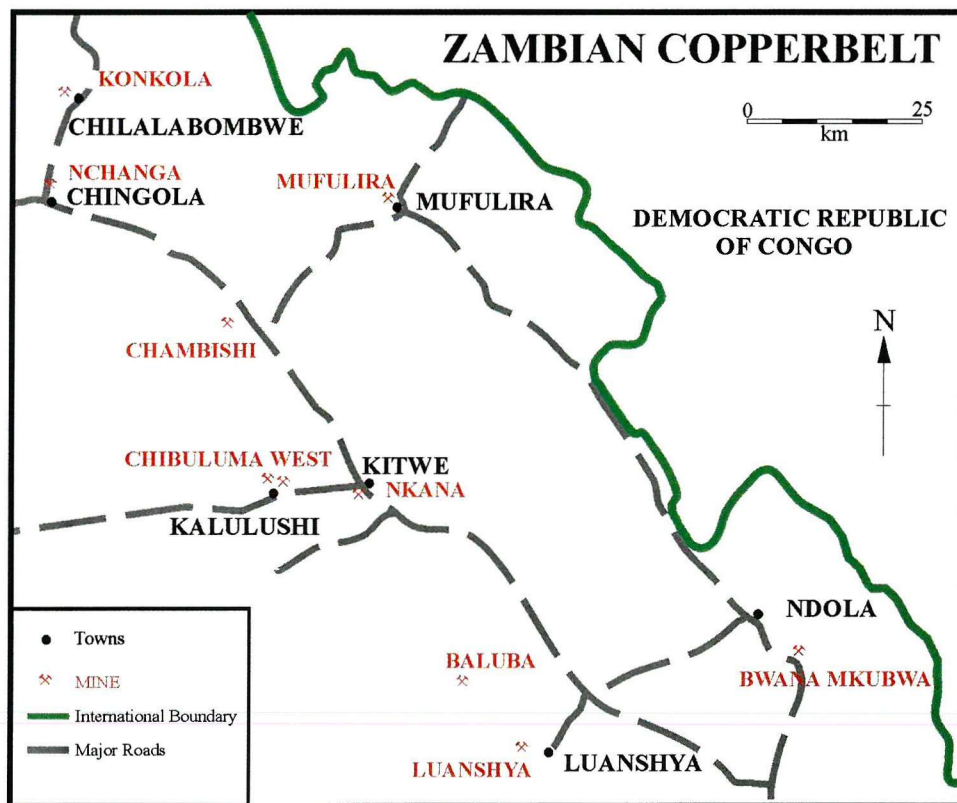 ZAMBIAN COPPERBELT
KONKOLA
0 25
km
CHILALABOMBWE
NCHANGA
CHINGOLA
MUFULIRA
MUFULIRA
DEMOCRATIC REPUBLIC
OF CONGO
N
CHAMBISHI
CHIBULUMA WEST
KITWE
NKANA
KALULUSHI
NDOLA
BALUBA
BWANA MKUBWA
LUANSHYA
LUANSHYA
Towns
MINE
International Boundary
Major Roads